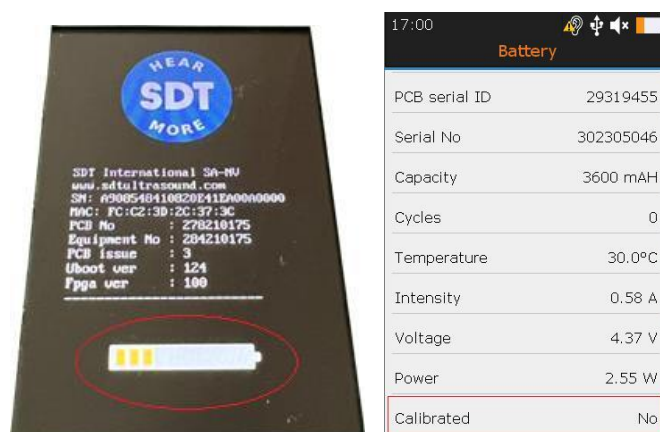 HEAR
SDT
MORE
SDT International SA-NV
www.sdtultrasound.com
SN: A908548410820E41EA00A0000
MAC: FC:C2:3D:2C:37:3C
PCB No : 278210175
Equipment No : 284210175
PCB issue : 3
Uboot ver : 124
Fpga ver : 100
17:00
Battery
PCB serial ID 29319455
Serial No 302305046
Capacity 3600 mAH
Cycles 0
Temperature 30.0°C
Intensity 0.58 A
Voltage 4.37 V
Power 2.55 W
Calibrated No